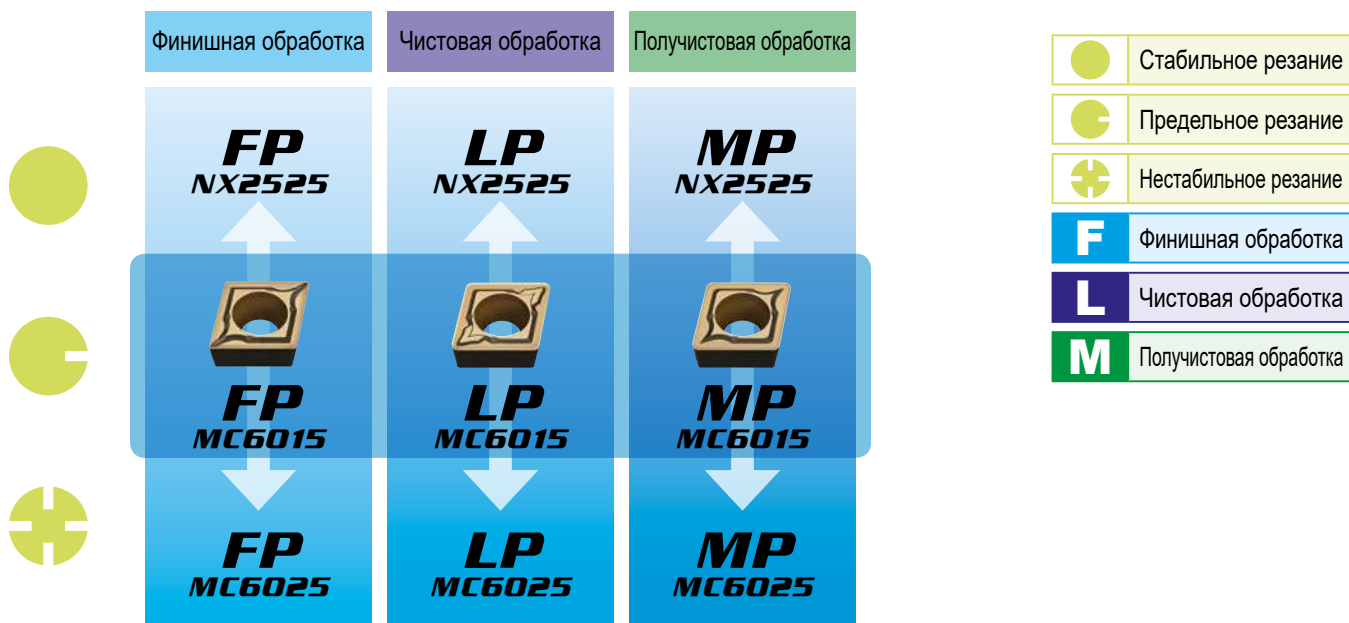 Финишная обработка
Чистовая обработка
Получистовая обработка
FP
NX2525
LP
NX2525
MP
NX2525
FP
MC6015
LP
MC6015
MP
MC6015
FP
MC6025
LP
MC6025
MP
MC6025
Стабильное резание
Предельное резание
Нестабильное резание
F Финишная обработка
L Чистовая обработка
M Получистовая обработка